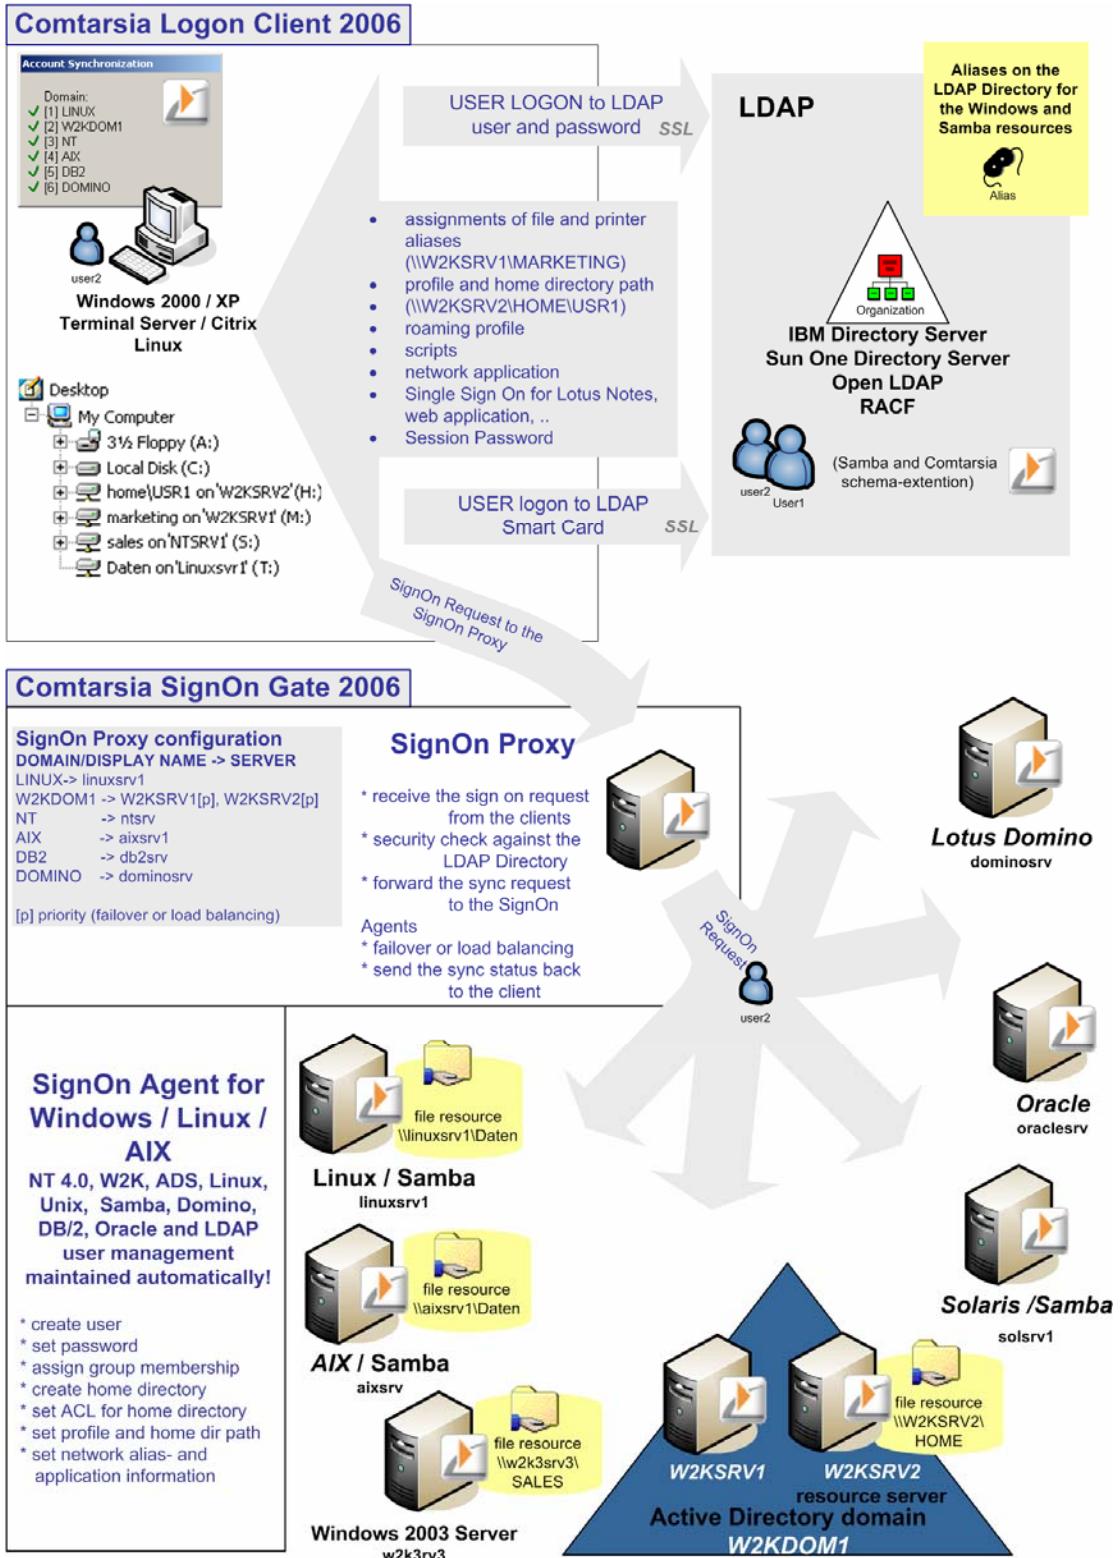 Comtarsia Logon Client 2006
Account Synchronization
Domain:
[1] LINUX
[2] W2KDOM1
[3] NT
[4] AIX
[5] DB2
[6] DOMINO
user2
Windows 2000 / XP
Terminal Server / Citrix
Linux
Desktop
My Computer
3½ Floppy (A:)
Local Disk (C:)
home\USR1 on 'W2KSRV2' (H:)
marketing on 'W2KSRV1' (M:)
sales on 'NTSRV1' (S:)
Daten on 'Linuxsvr1' (T:)
USER LOGON to LDAP
user and password SSL
• assignments of file and printer
aliases
(\\W2KSRV1\MARKETING)
• profile and home directory path
• (\\W2KSRV2\HOME\USR1)
• roaming profile
• scripts
• network application
• Single Sign On for Lotus Notes,
web application, ..
• Session Password
USER logon to LDAP
Smart Card SSL
SignOn Request to the
SignOn Proxy
LDAP
Aliases on the
LDAP Directory for
the Windows and
Samba resources
Alias
Organization
IBM Directory Server
Sun One Directory Server
Open LDAP
RACF
user2
User1
(Samba and Comtarsia
schema-extention)
Comtarsia SignOn Gate 2006
SignOn Proxy configuration
DOMAIN/DISPLAY NAME -> SERVER
LINUX-> linuxsrv1
W2KDOM1 -> W2KSRV1[p], W2KSRV2[p]
NT -> ntsrv
AIX -> aixsrv1
DB2 -> db2srv
DOMINO -> dominosrv
[p] priority (failover or load balancing)
SignOn Proxy
* receive the sign on request
from the clients
* security check against the
LDAP Directory
* forward the sync request
to the SignOn
Agents
* failover or load balancing
* send the sync status back
to the client
SignOn
Request
user2
Lotus Domino
dominosrv
Oracle
oraclesrv
Solaris /Samba
solsrv1
SignOn Agent for
Windows / Linux /
AIX
NT 4.0, W2K, ADS, Linux,
Unix, Samba, Domino,
DB/2, Oracle and LDAP
user management
maintained automatically!
* create user
* set password
* assign group membership
* create home directory
* set ACL for home directory
* set profile and home dir path
* set network alias- and
application information
file resource
\\linuxsrv1\Daten
Linux / Samba
linuxsrv1
file resource
\\aixsrv1\Daten
AIX / Samba
aixsrv
file resource
\\w2k3srv3\
SALES
Windows 2003 Server
w2k3rv3
file resource
\\W2KSRV2\
HOME
W2KSRV1
W2KSRV2
resource server
Active Directory domain
W2KDOM1